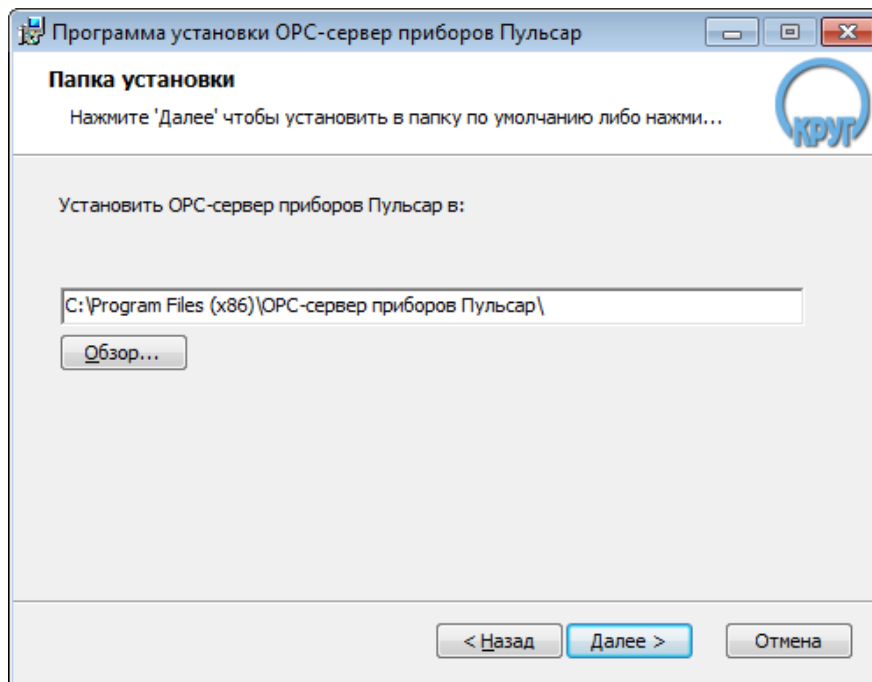 Программа установки OPC-сервер приборов Пульсар
Папка установки
Нажмите 'Далее' чтобы установить в папку по умолчанию либо нажми...
КРУГ
Установить OPC-сервер приборов Пульсар в:
C:\Program Files (x86)\OPC-сервер приборов Пульсар\
Обзор...
< Назад Далее > Отмена